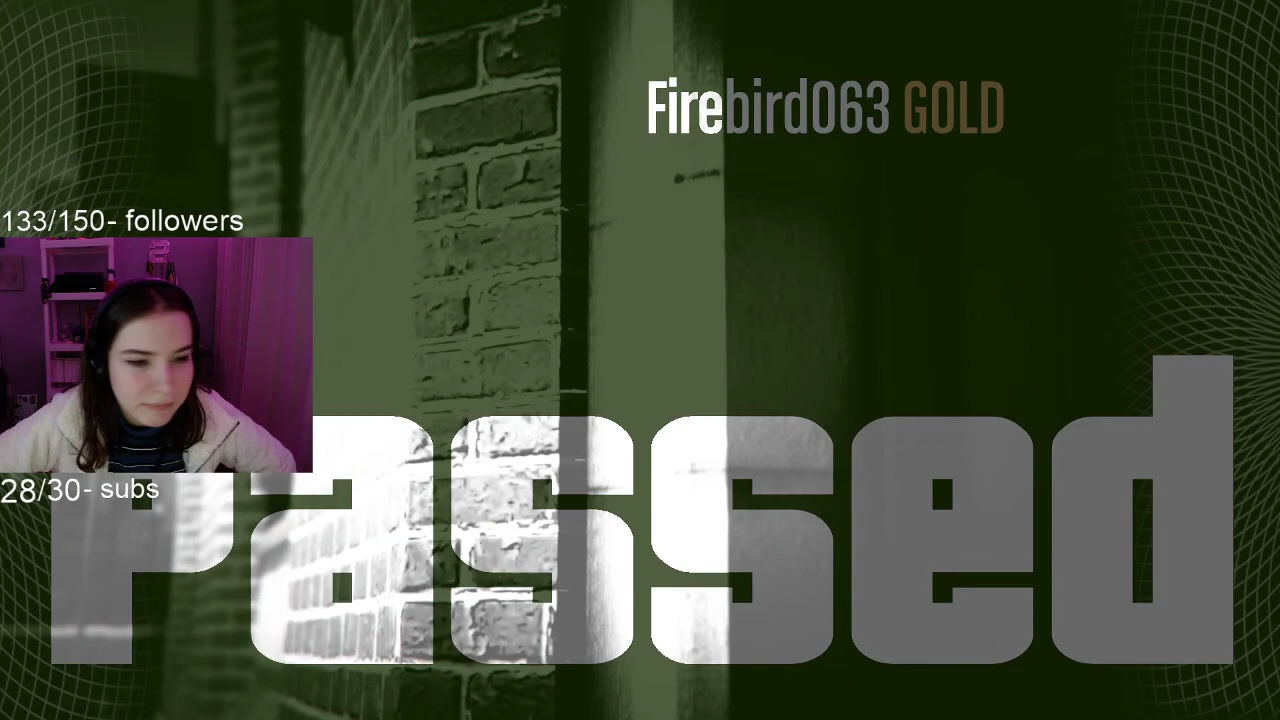 Firebird063 GOLD
133/150- followers
28/30- subs
Passed